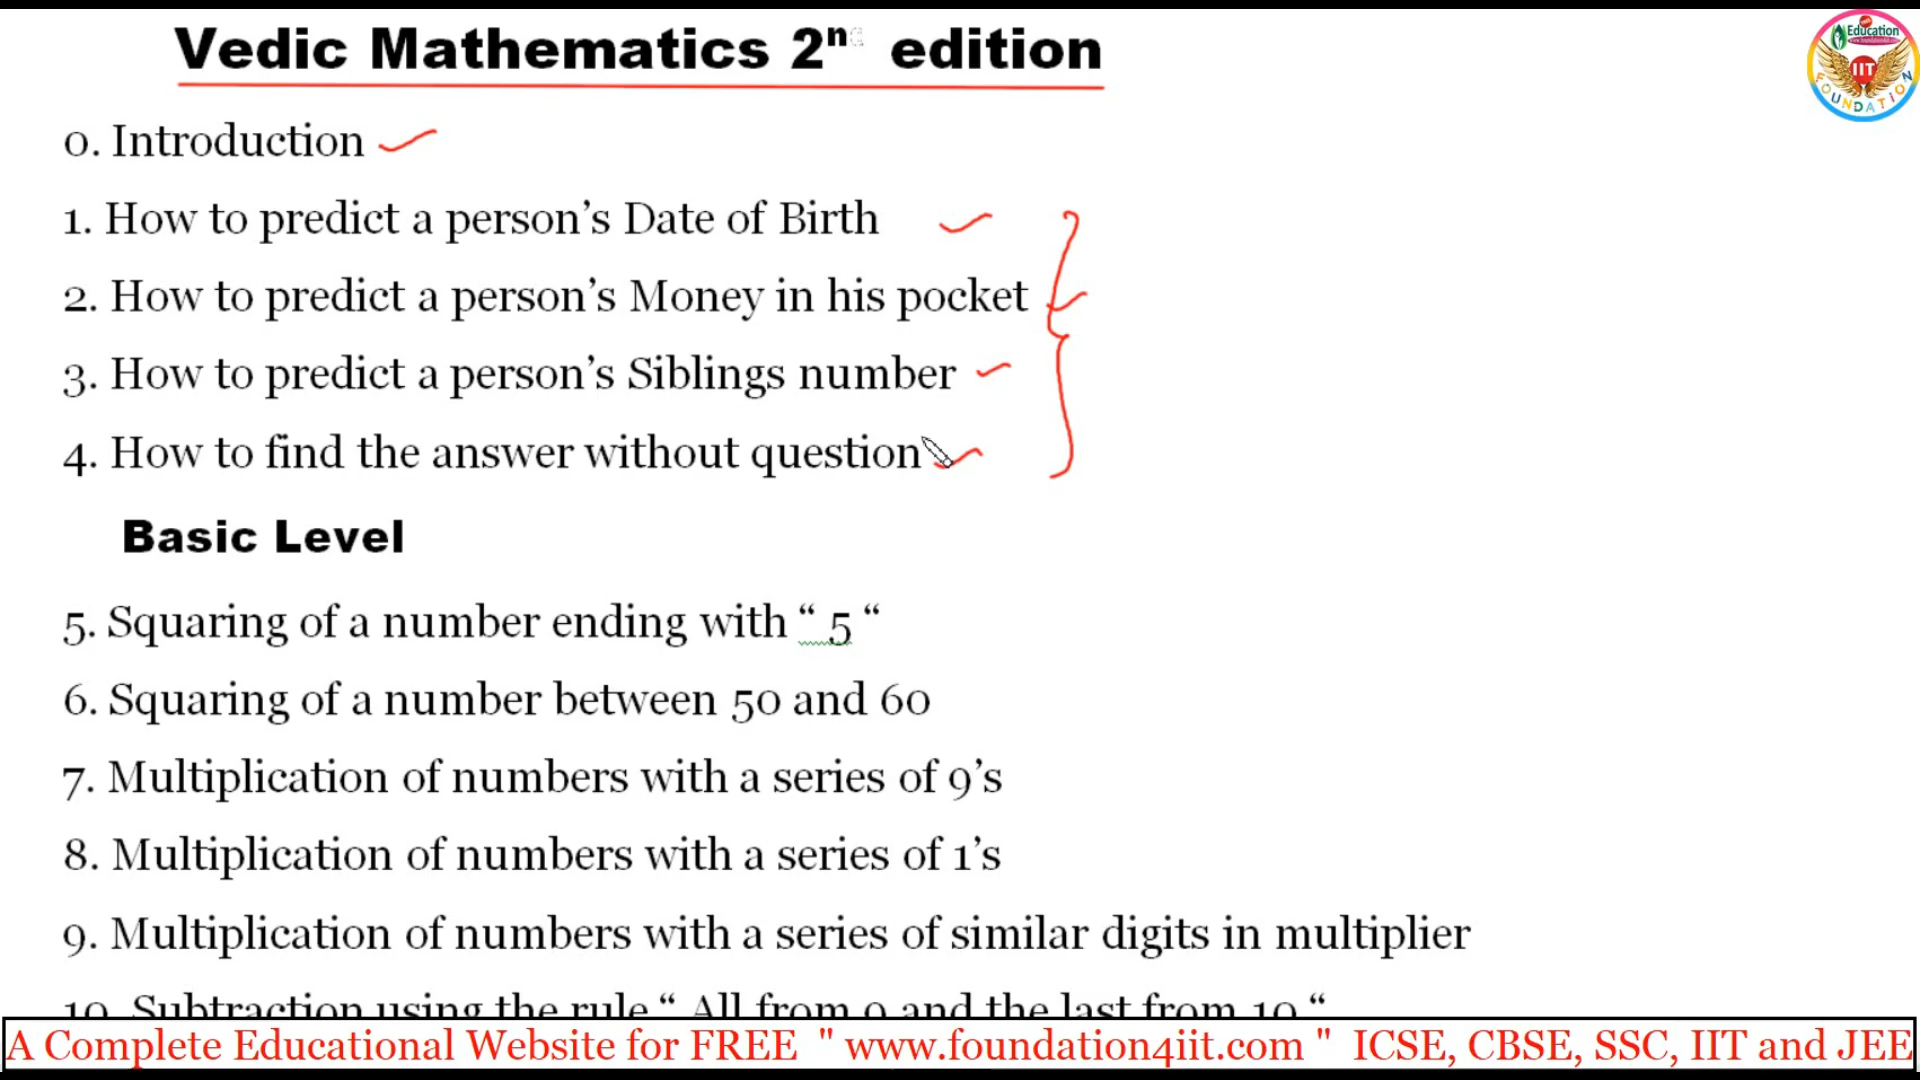 Vedic Mathematics 2n edition
Education
IIT
FOUNDATION
0. Introduction
1. How to predict a person’s Date of Birth
2. How to predict a person’s Money in his pocket
3. How to predict a person’s Siblings number
4. How to find the answer without question
Basic Level
5. Squaring of a number ending with “ 5 “
6. Squaring of a number between 50 and 60
7. Multiplication of numbers with a series of 9’s
8. Multiplication of numbers with a series of 1’s
9. Multiplication of numbers with a series of similar digits in multiplier
10. Subtraction using the rule “ All from 9 and the last from 10 “
A Complete Educational Website for FREE " www.foundation4iit.com " ICSE, CBSE, SSC, IIT and JEE